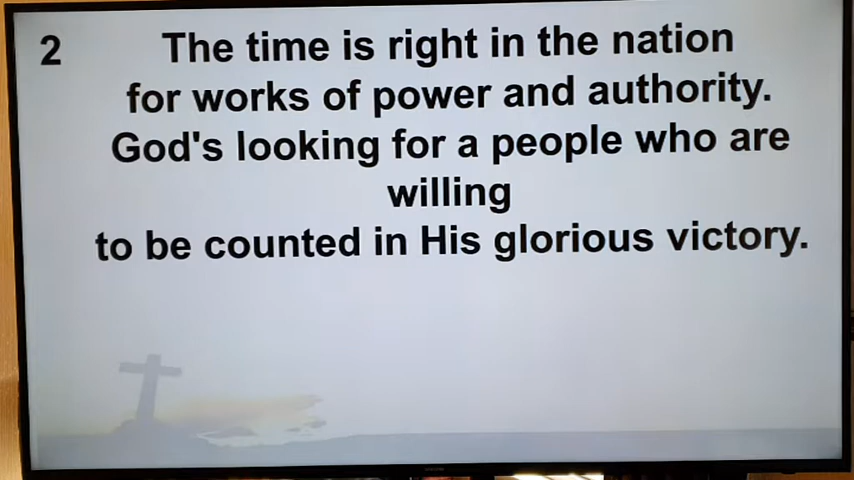 2 The time is right in the nation
for works of power and authority.
God's looking for a people who are
willing
to be counted in His glorious victory.